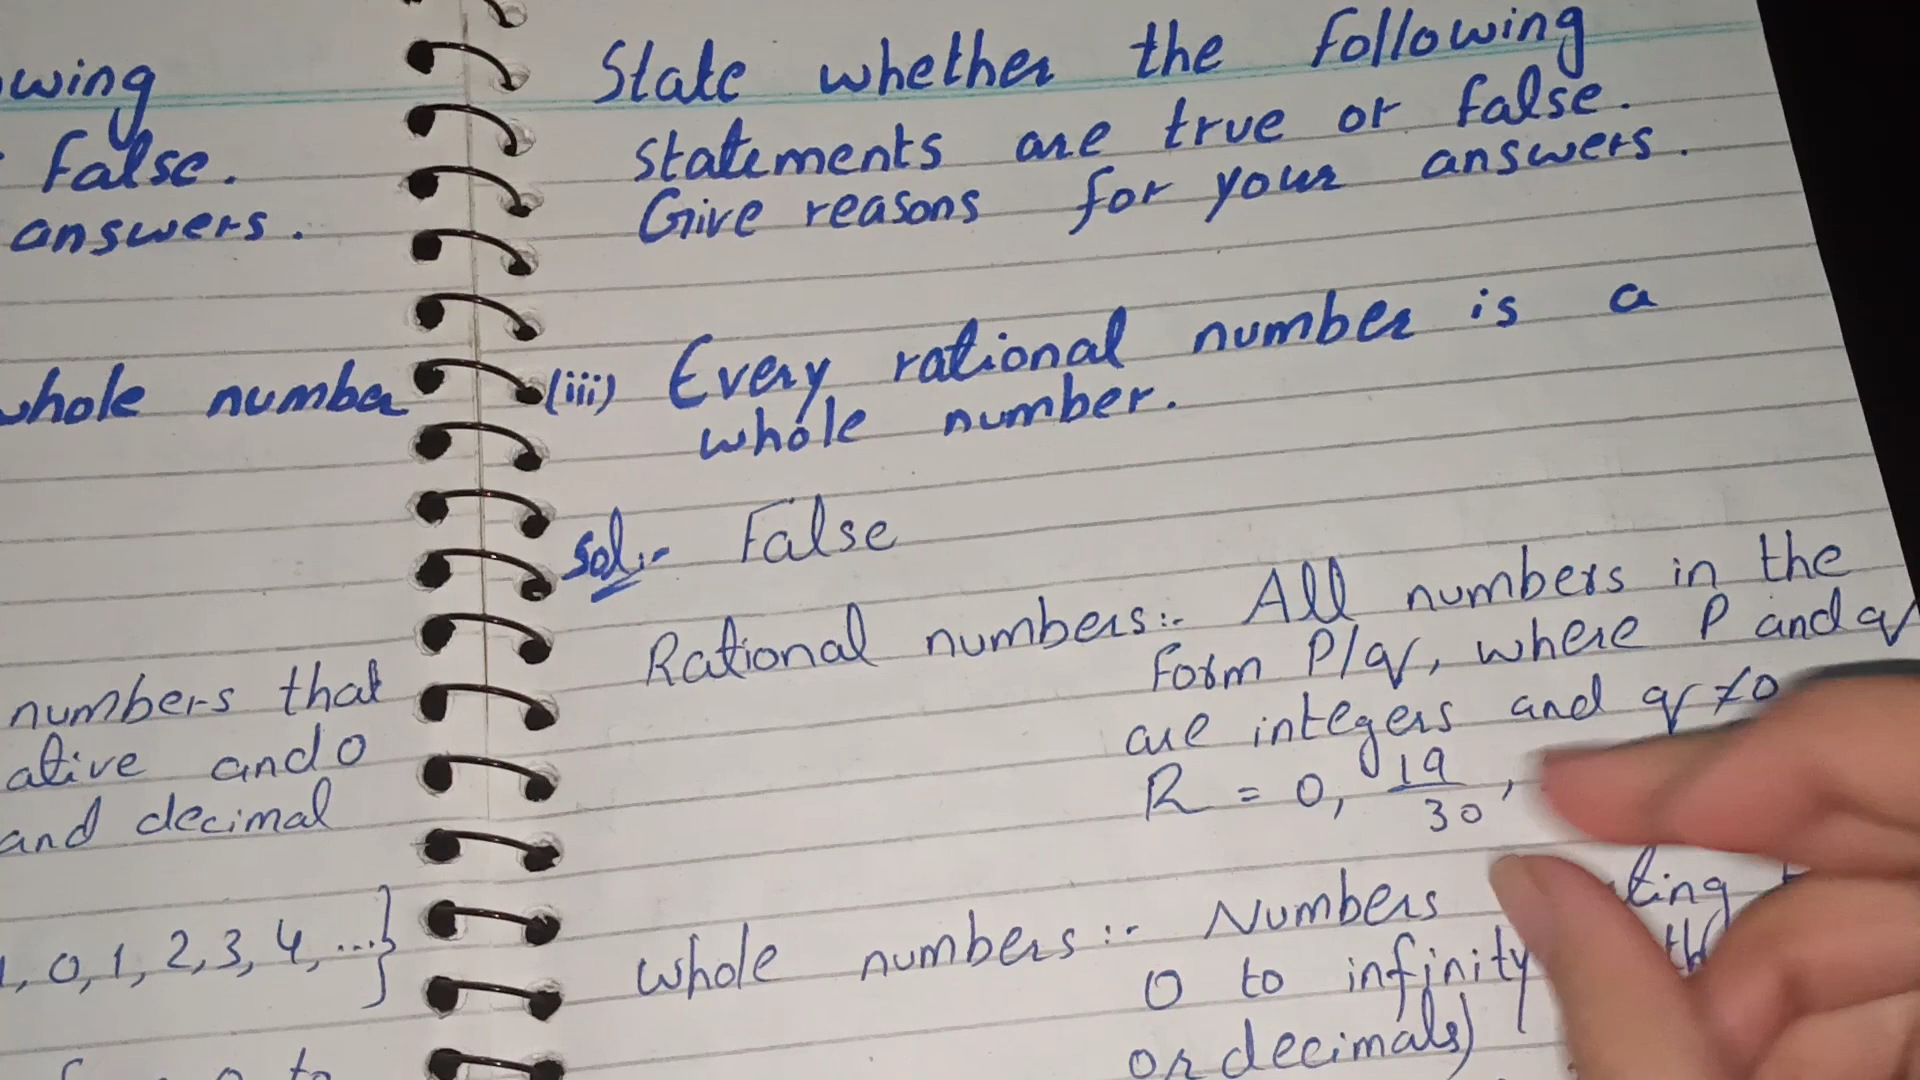 wing
false.
answers.
whole number
numbers that
ative and 0
and decimal
1, 0, 1, 2, 3, 4, ...}
State whether the following
statements are true or false.
Give reasons for your answers.
(iii) Every rational number is a
whole number.
Sol:- False
Rational numbers:- All numbers in the
form P/q, where P and q
are integers and q ≠ 0
R = 0, 19/30,
Whole numbers:- Numbers
0 to infinity
or decimals)